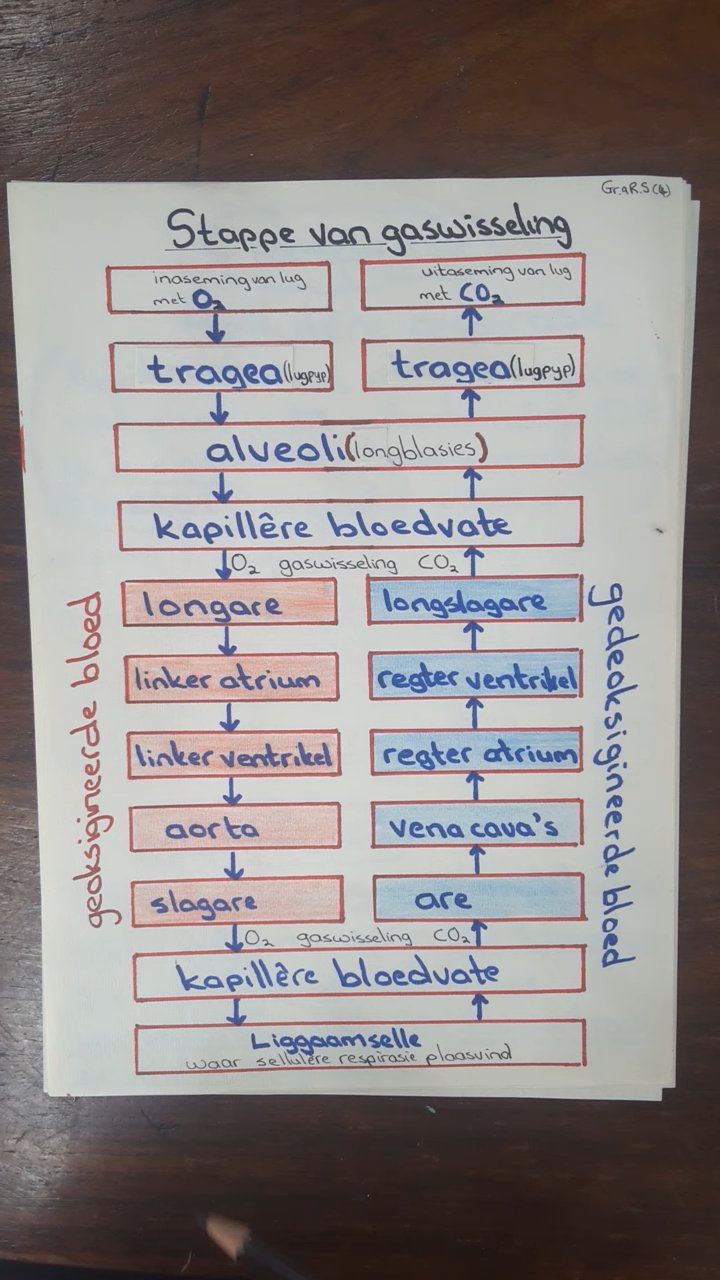 Gr.9R.S(4)
Stappe van gaswisseling
inaseming van lug
met O₂
uitaseming van lug
met CO₂
tragea(lugpyp)
tragea(lugpyp)
alveoli(longblasies)
kapillêre bloedvate
O₂ gaswisseling CO₂
longare
longslagare
linker atrium
regter ventrikel
linker ventrikel
regter atrium
aorta
vena cava's
slagare
are
geoksigineerde bloed
gedeoksigineerde bloed
O₂ gaswisseling CO₂
kapillêre bloedvate
Liggaamselle
waar sellulêre respirasie plaasvind